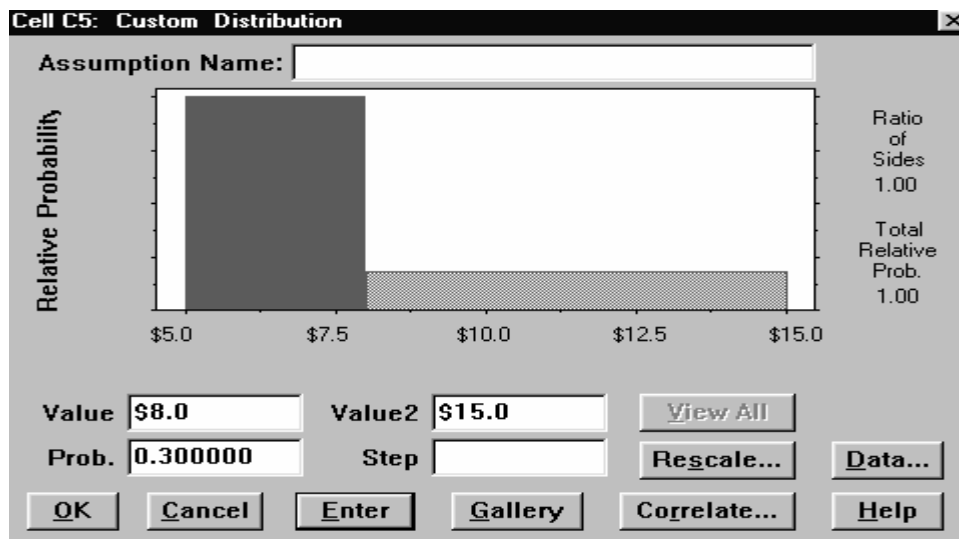 Cell C5: Custom Distribution
Assumption Name:
Relative Probability
Ratio
of
Sides
1.00
Total
Relative
Prob.
1.00
$5.0 $7.5 $10.0 $12.5 $15.0
Value $8.0 Value2 $15.0 View All
Prob. 0.300000 Step Rescale... Data...
OK Cancel Enter Gallery Correlate... Help